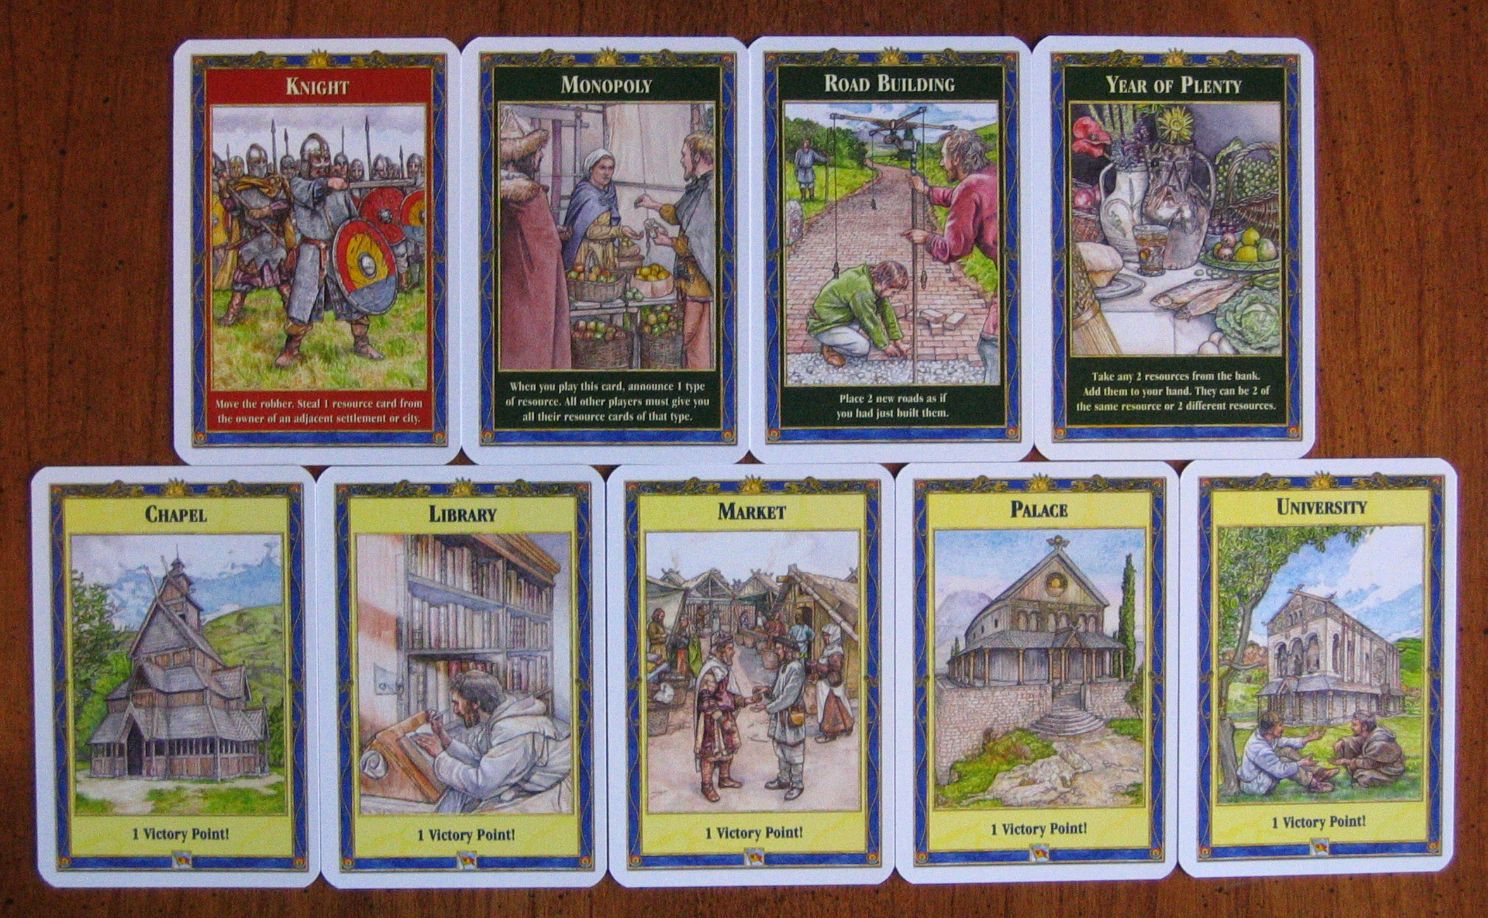 KNIGHT
Move the robber. Steal 1 resource card from
the owner of an adjacent settlement or city.
MONOPOLY
When you play this card, announce 1 type
of resource. All other players must give you
all their resource cards of that type.
ROAD BUILDING
Place 2 new roads as if
you had just built them.
YEAR OF PLENTY
Take any 2 resources from the bank.
Add them to your hand. They can be 2 of
the same resource or 2 different resources.
CHAPEL
1 Victory Point!
LIBRARY
1 Victory Point!
MARKET
1 Victory Point!
PALACE
1 Victory Point!
UNIVERSITY
1 Victory Point!